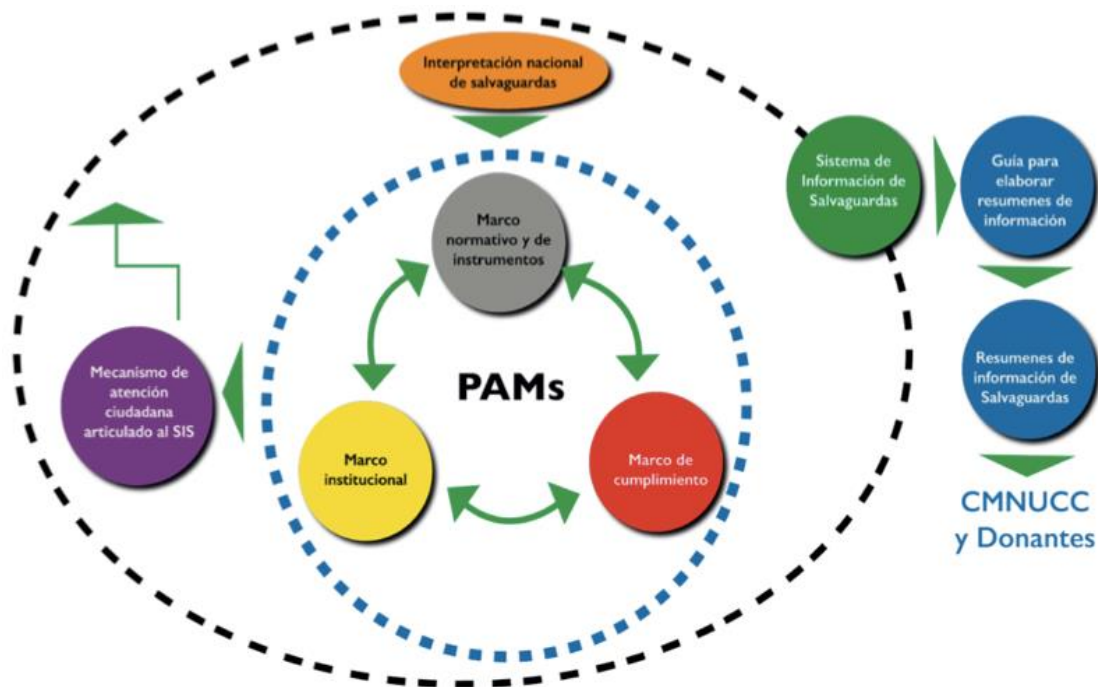 Interpretación nacional
de salvaguardas
Sistema de
Información de
Salvaguardas
Guía para
elaborar
resumenes de
información
Marco
normativo y de
instrumentos
Mecanismo de
atención
ciudadana
articulado al SIS
PAMs
Resumenes de
información de
Salvaguardas
Marco
institucional
Marco de
cumplimiento
CMNUCC
y Donantes